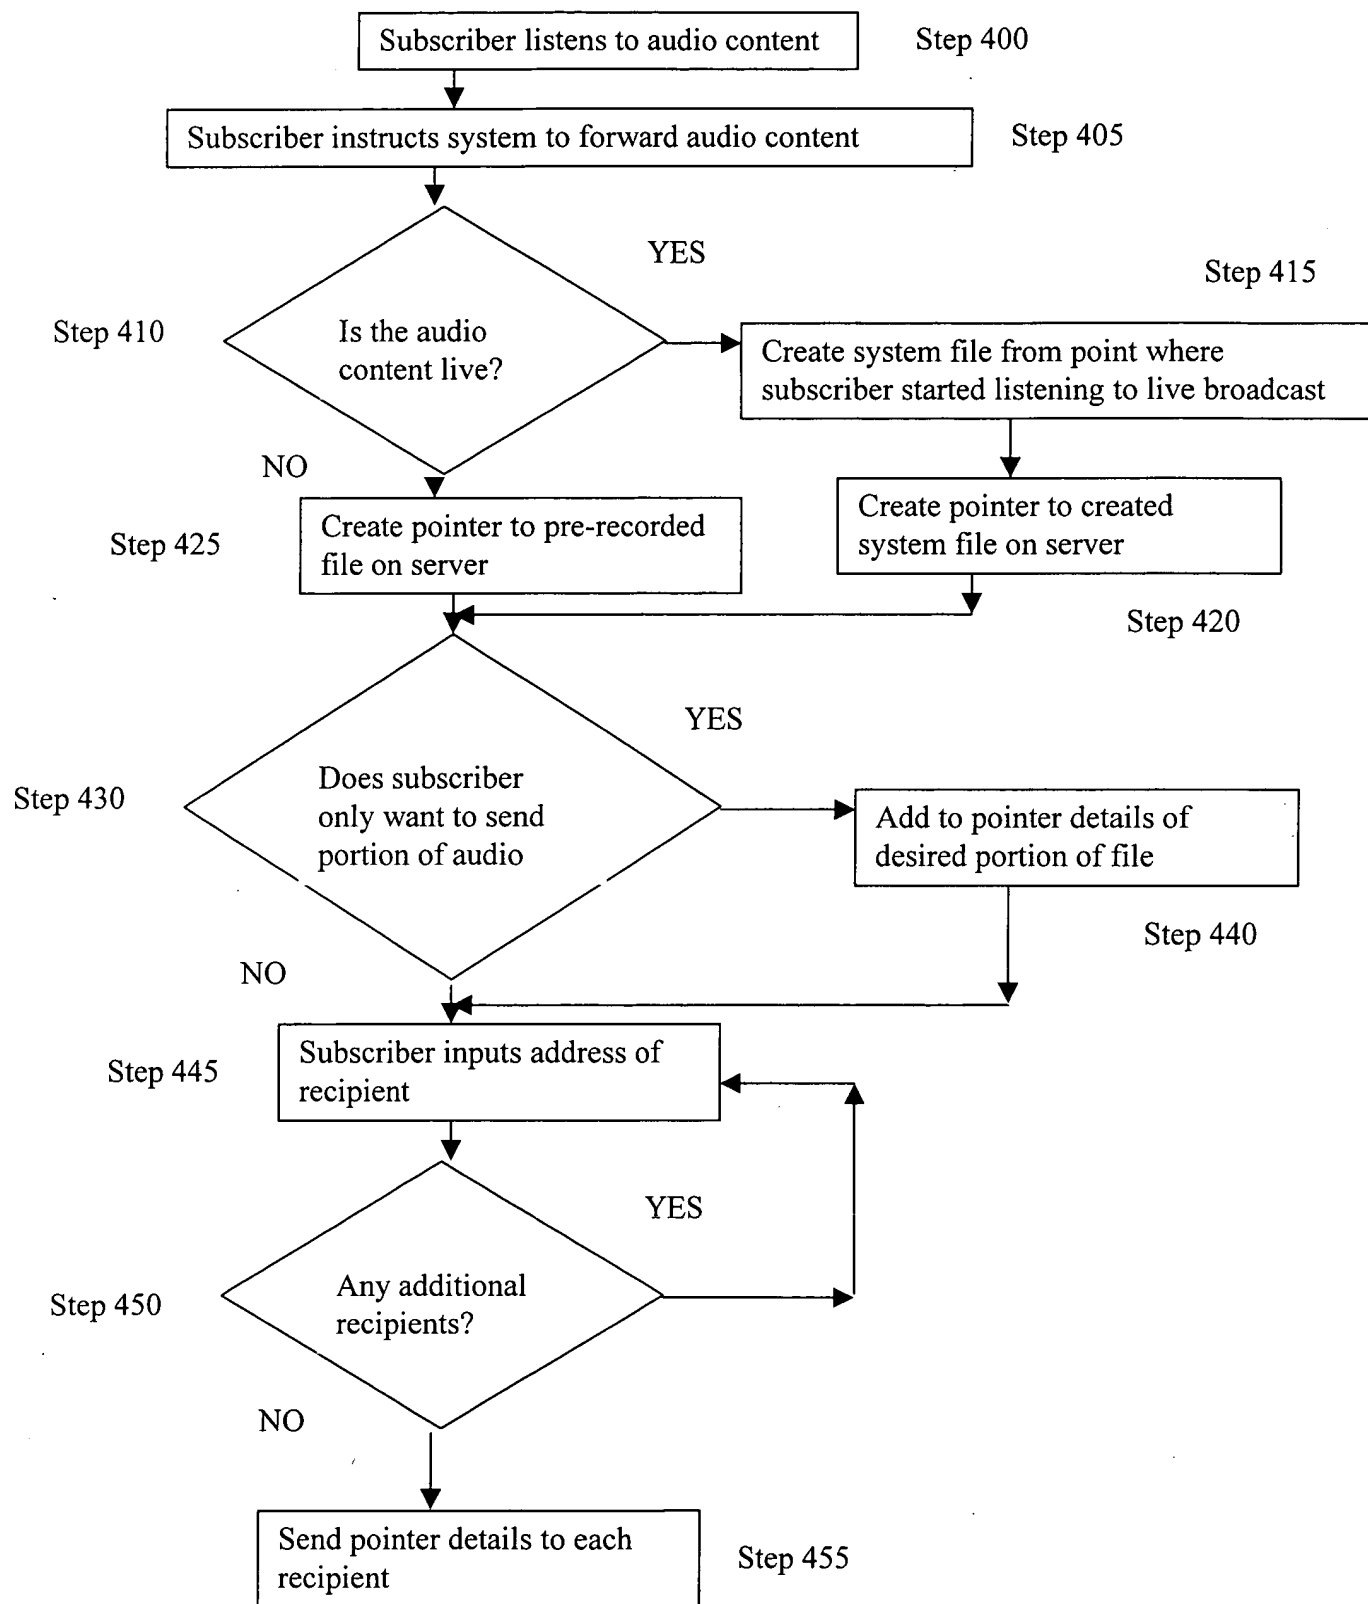 Subscriber listens to audio content
Step 400
Subscriber instructs system to forward audio content
Step 405
YES
Step 415
Step 410
Is the audio
content live?
Create system file from point where
subscriber started listening to live broadcast
NO
Step 425
Create pointer to pre-recorded
file on server
Create pointer to created
system file on server
Step 420
YES
Step 430
Does subscriber
only want to send
portion of audio
Add to pointer details of
desired portion of file
Step 440
NO
Step 445
Subscriber inputs address of
recipient
YES
Step 450
Any additional
recipients?
NO
Send pointer details to each
recipient
Step 455